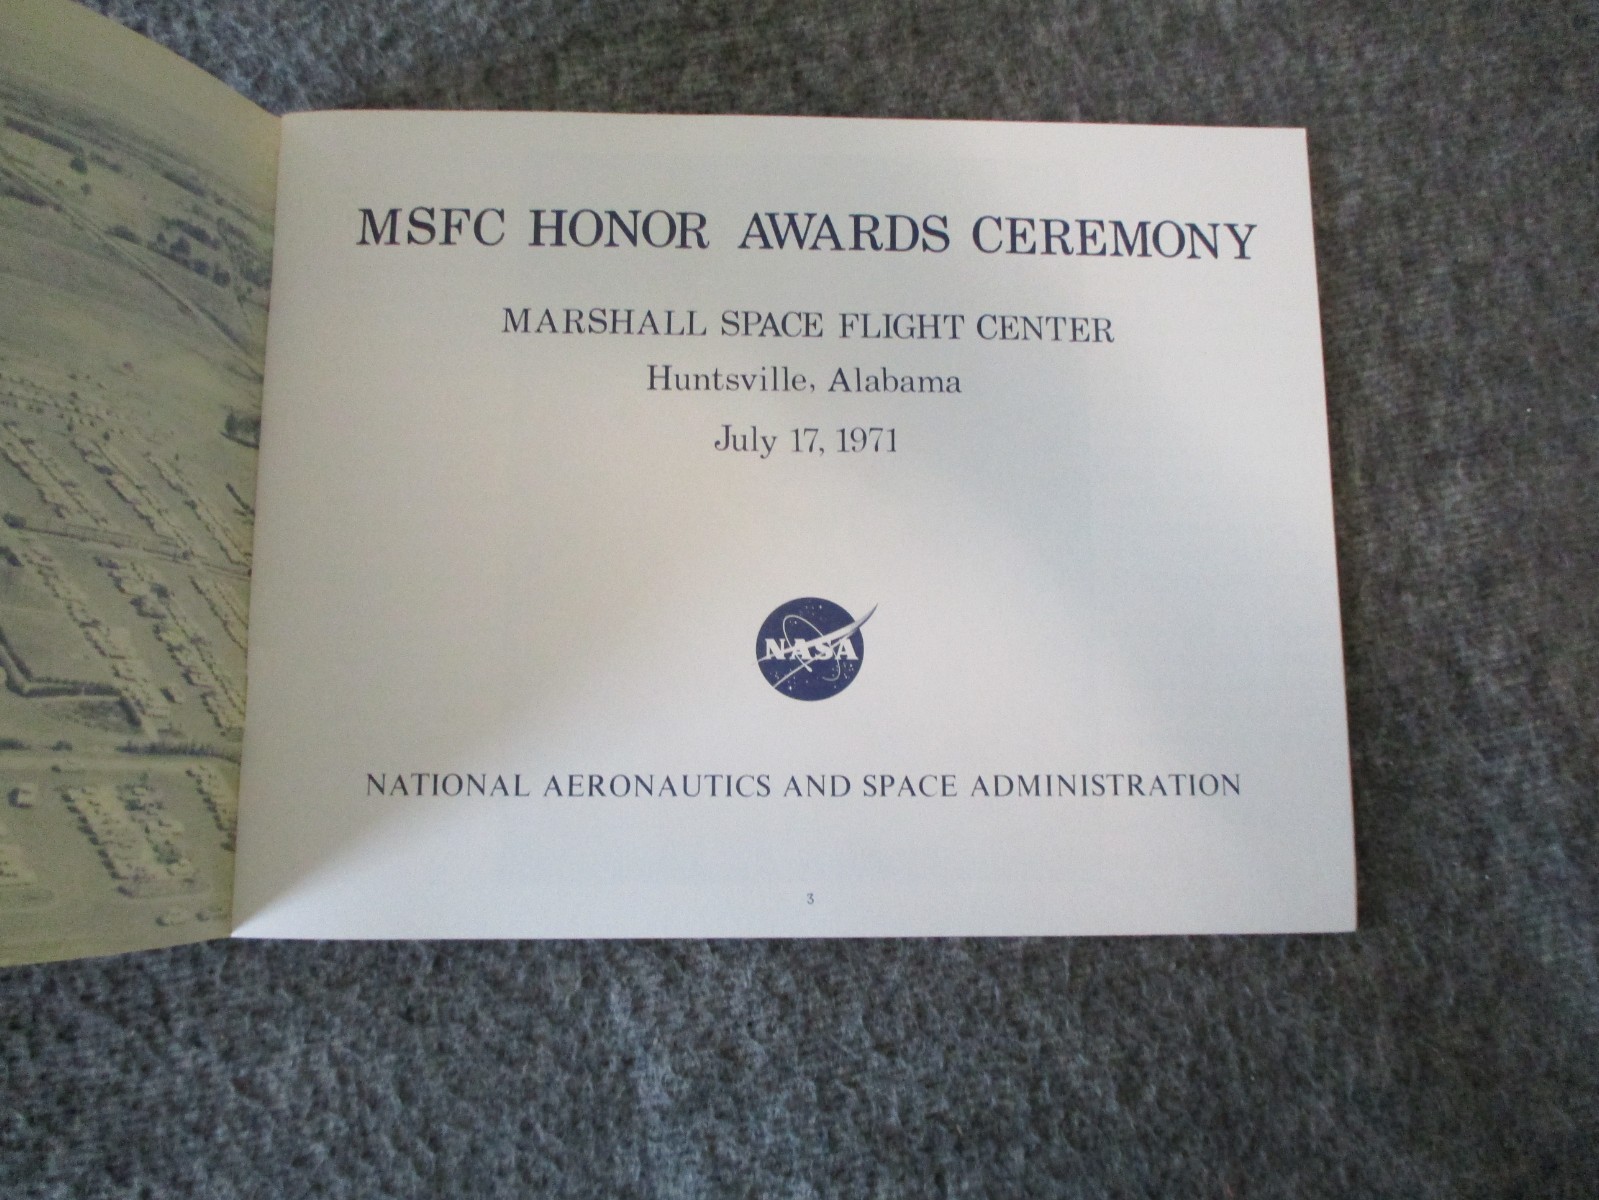 MSFC HONOR AWARDS CEREMONY
MARSHALL SPACE FLIGHT CENTER
Huntsville, Alabama
July 17, 1971
NASA
NATIONAL AERONAUTICS AND SPACE ADMINISTRATION
3